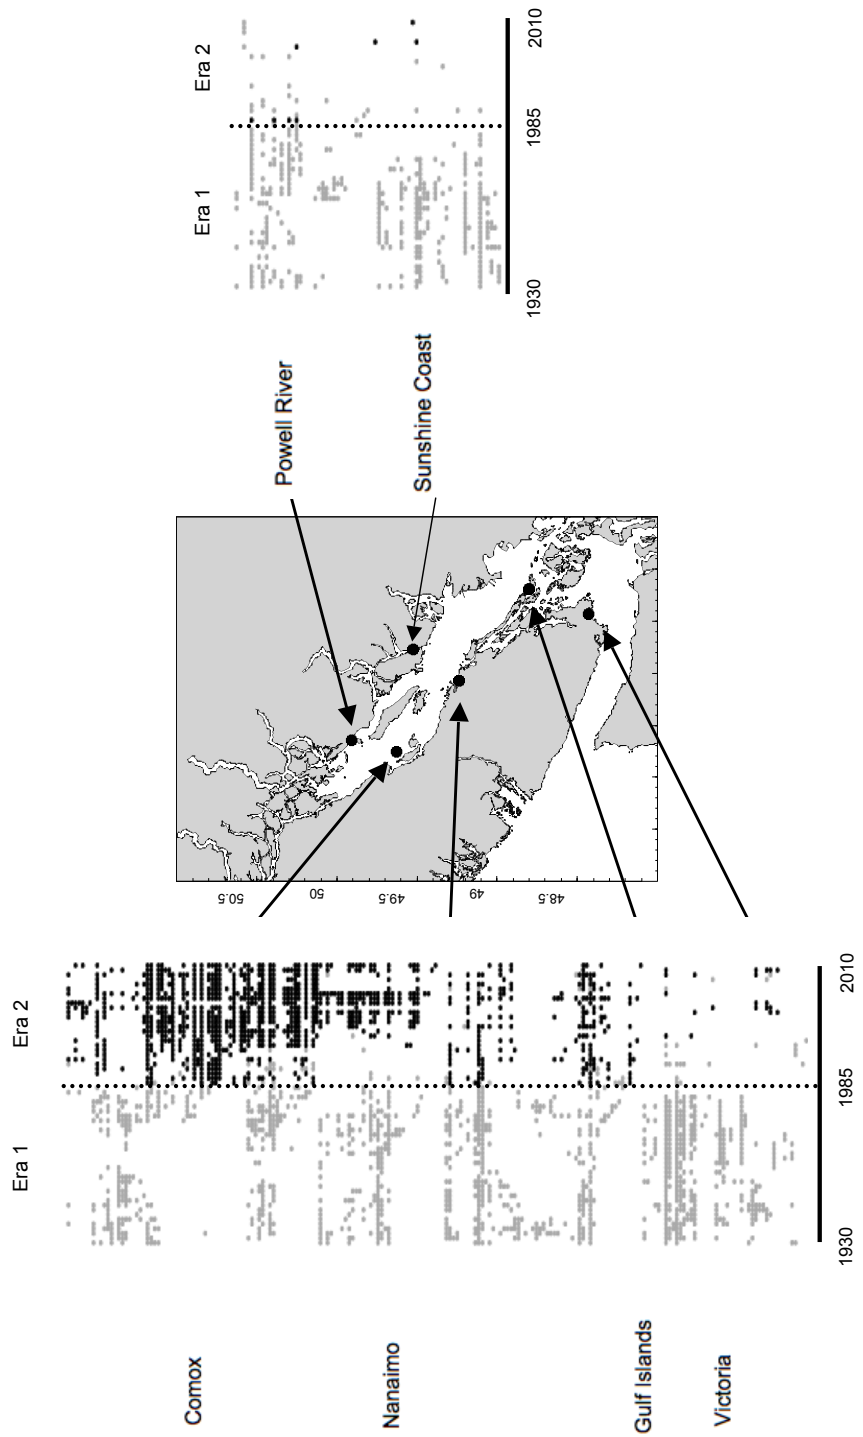 Era 1
Era 2
Comox
Nanaimo
Gulf Islands
Victoria
1930
1985
2010
50.5
50
49.5
49
48.5
Powell River
Sunshine Coast
Era 1
Era 2
1930
1985
2010